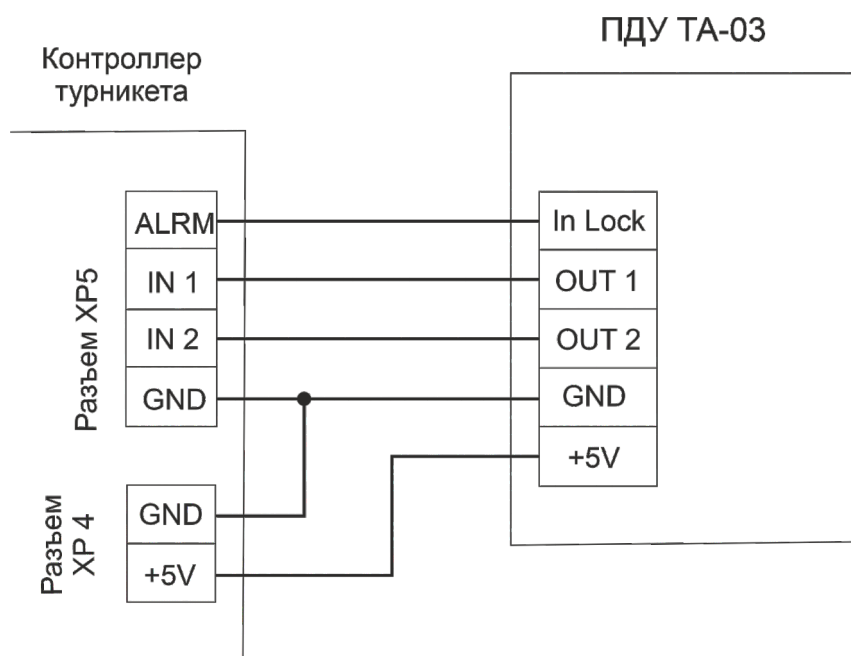 ПДУ ТА-03
Контроллер
турникета
Разъем XP5
ALRM
IN 1
IN 2
GND
Разъем
XP 4
GND
+5V
In Lock
OUT 1
OUT 2
GND
+5V